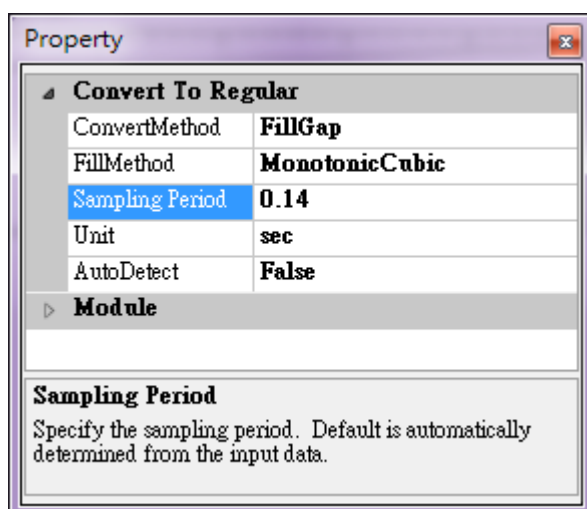 Property
Convert To Regular
ConvertMethod FillGap
FillMethod MonotonicCubic
Sampling Period 0.14
Unit sec
AutoDetect False
Module
Sampling Period
Specify the sampling period. Default is automatically
determined from the input data.